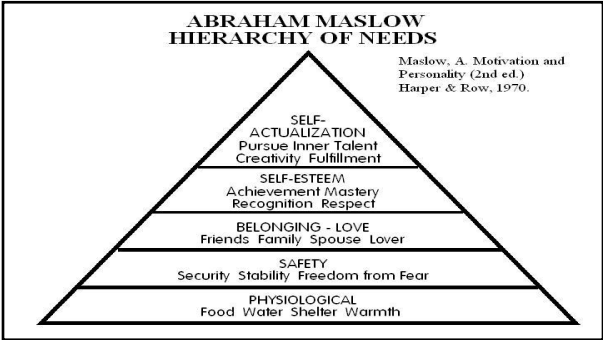 ABRAHAM MASLOW
HIERARCHY OF NEEDS
Maslow, A. Motivation and
Personality (2nd ed.)
Harper & Row, 1970.
SELF-
ACTUALIZATION
Pursue Inner Talent
Creativity Fulfillment
SELF-ESTEEM
Achievement Mastery
Recognition Respect
BELONGING - LOVE
Friends Family Spouse Lover
SAFETY
Security Stability Freedom from Fear
PHYSIOLOGICAL
Food Water Shelter Warmth